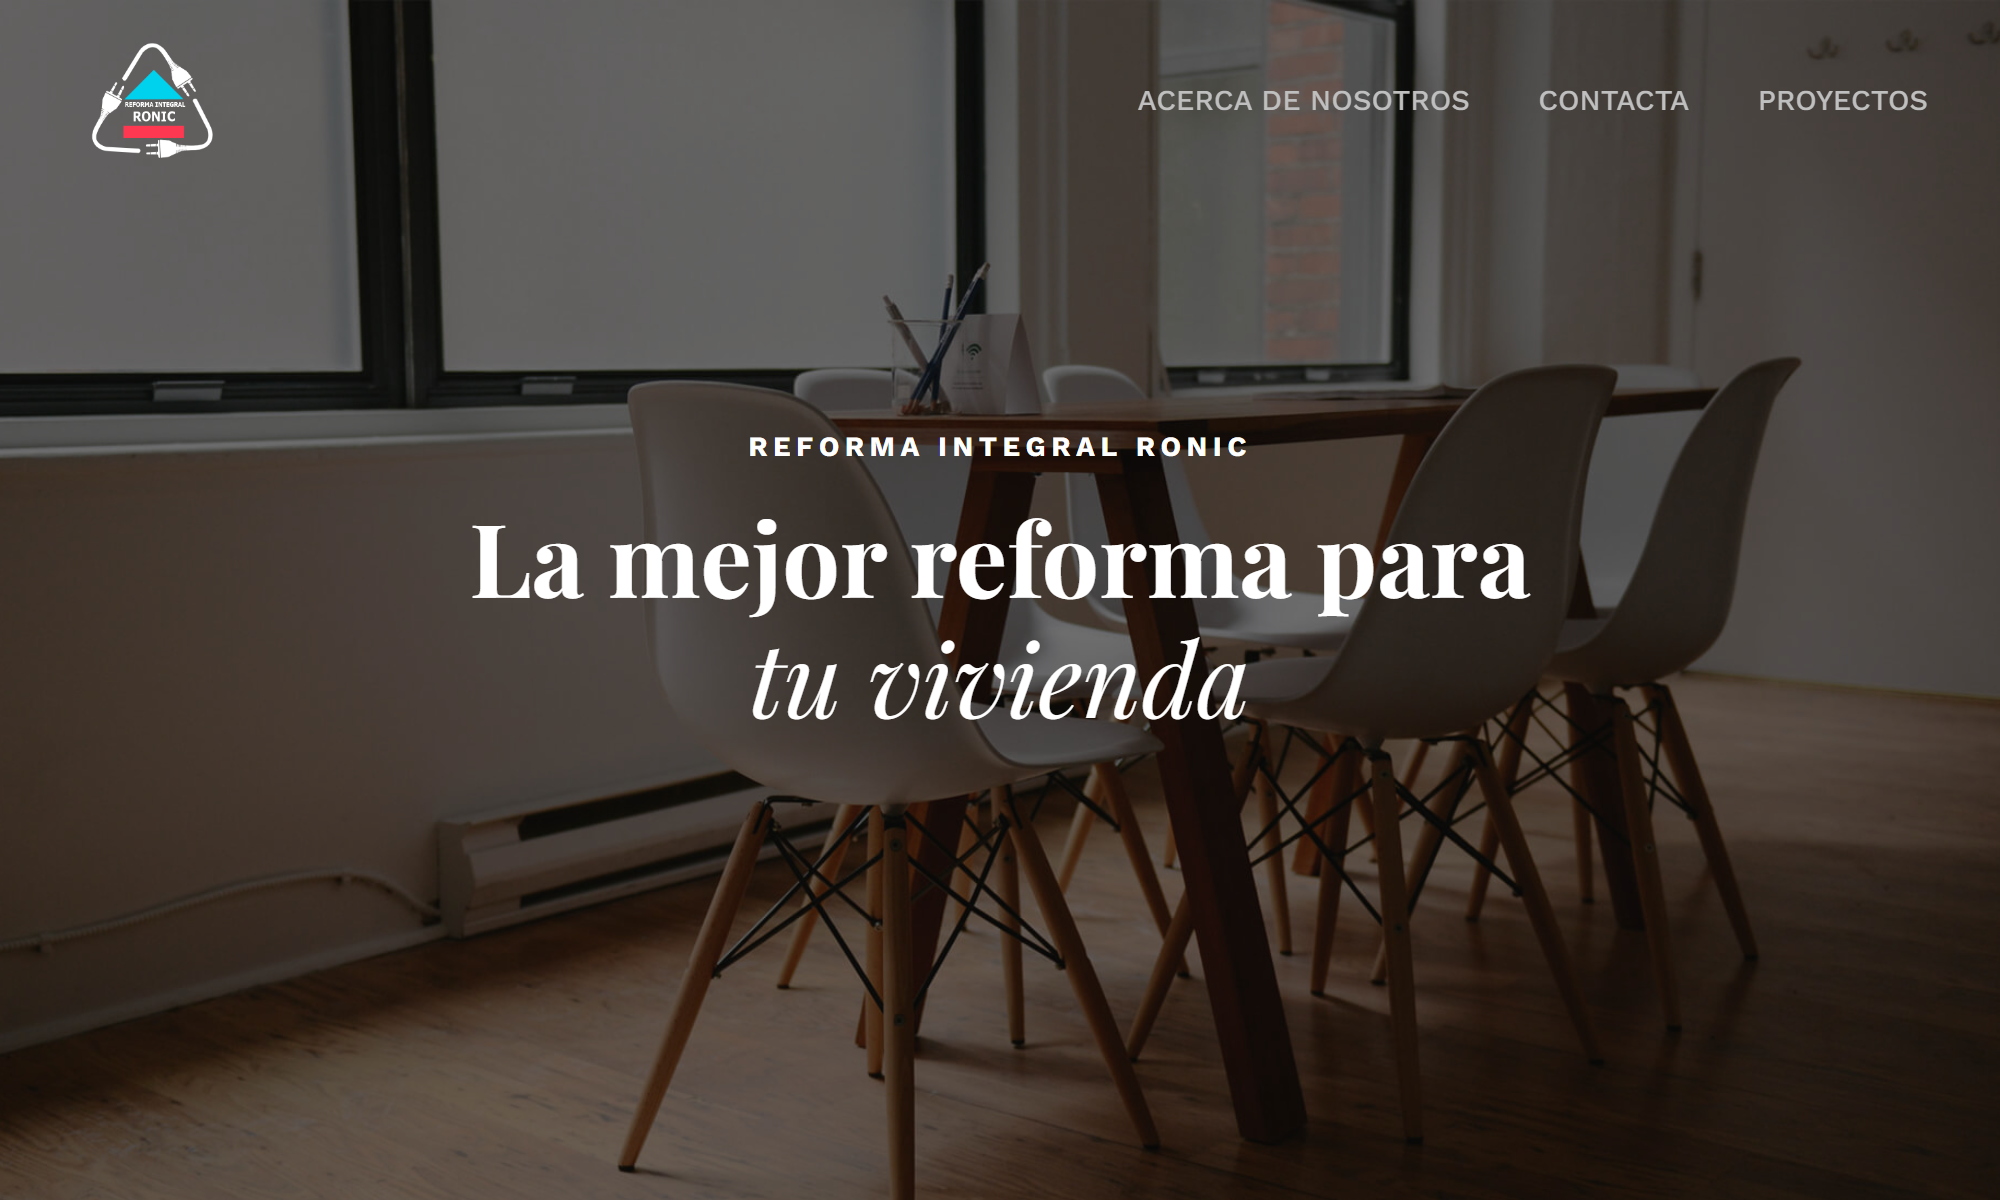 REFORMA INTEGRAL
RONIC
ACERCA DE NOSOTROS
CONTACTA
PROYECTOS
REFORMA INTEGRAL RONIC
La mejor reforma para
tu vivienda